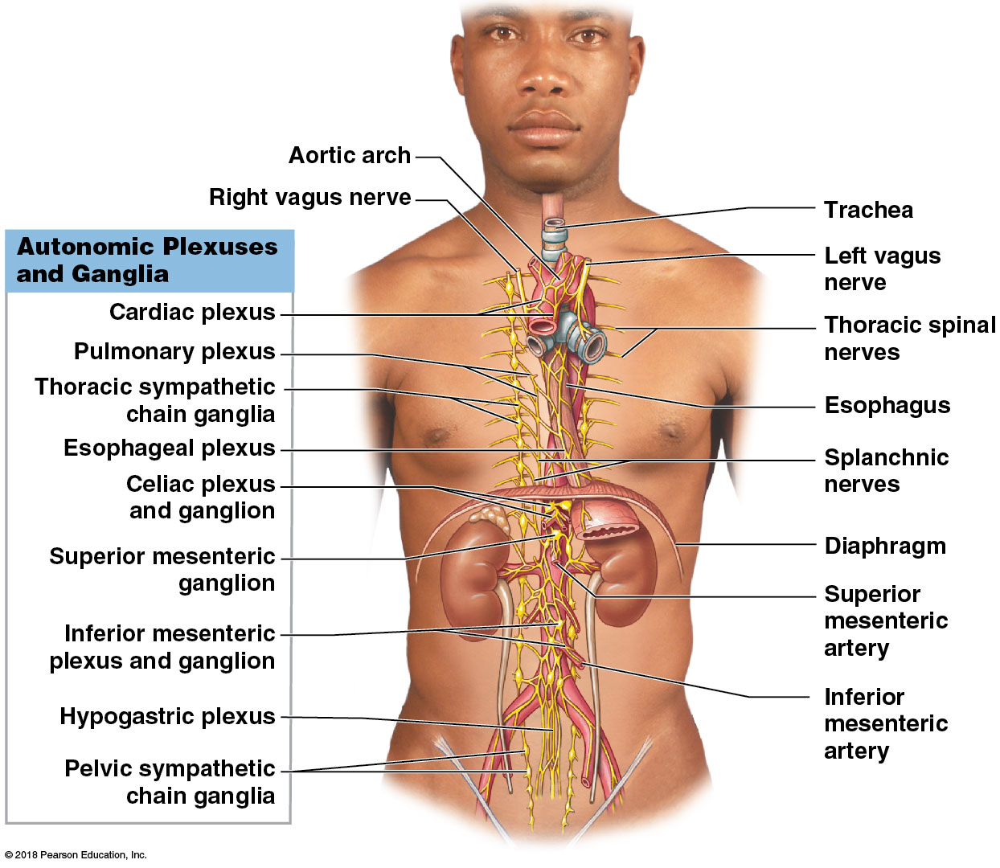 Aortic arch
Right vagus nerve
Autonomic Plexuses
and Ganglia
Cardiac plexus
Pulmonary plexus
Thoracic sympathetic
chain ganglia
Esophageal plexus
Celiac plexus
and ganglion
Superior mesenteric
ganglion
Inferior mesenteric
plexus and ganglion
Hypogastric plexus
Pelvic sympathetic
chain ganglia
Trachea
Left vagus
nerve
Thoracic spinal
nerves
Esophagus
Splanchnic
nerves
Diaphragm
Superior
mesenteric
artery
Inferior
mesenteric
artery
© 2018 Pearson Education, Inc.